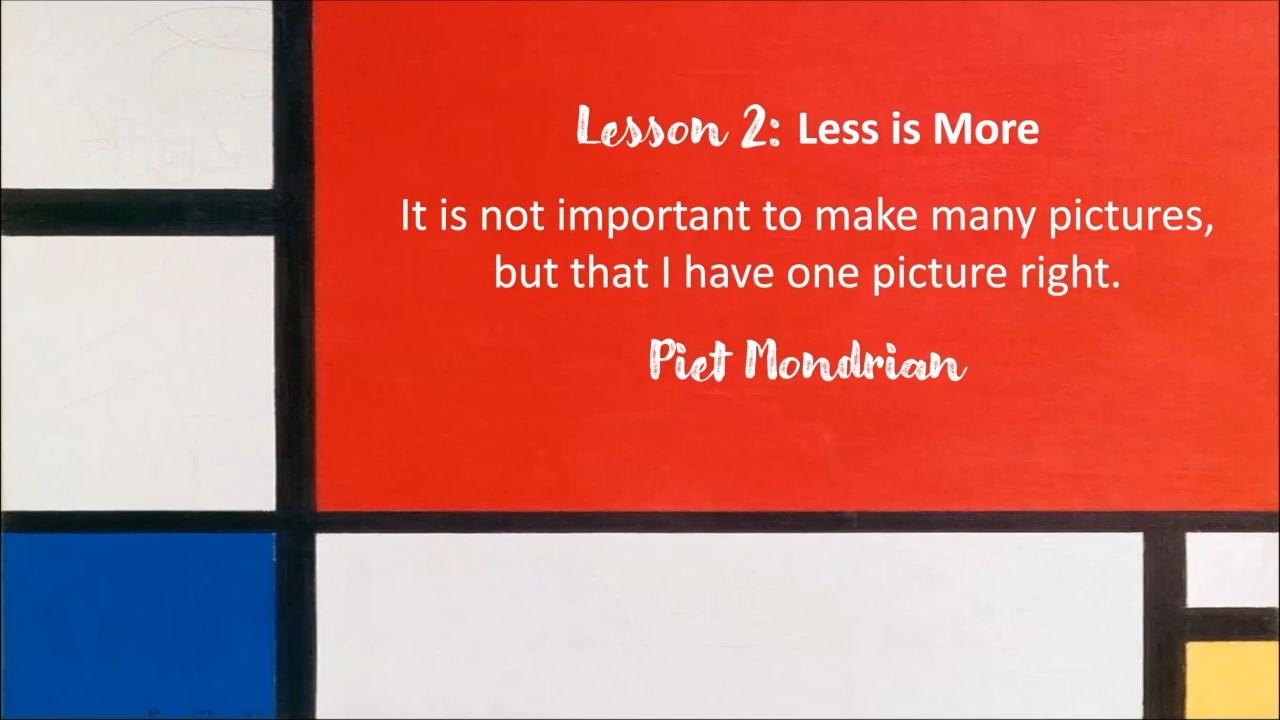 Lesson 2: Less is More
It is not important to make many pictures,
but that I have one picture right.
Piet Mondrian